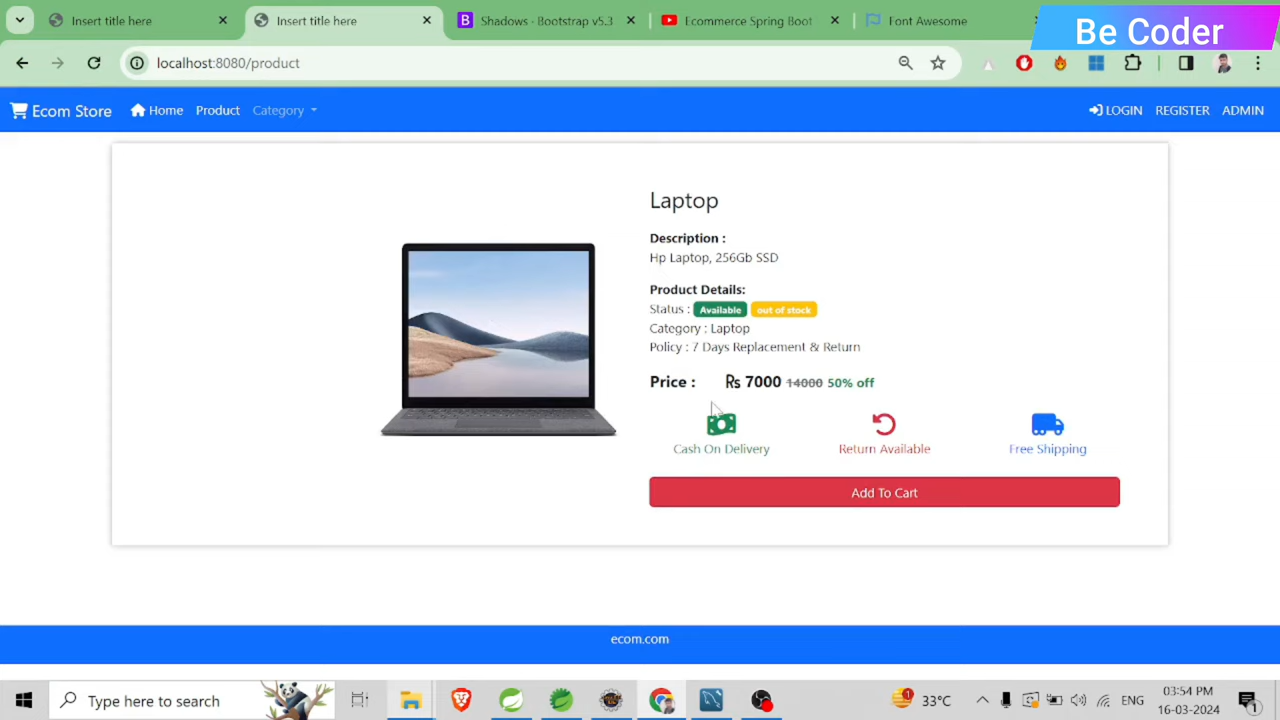 Insert title here
Insert title here
B Shadows - Bootstrap v5.3
Ecommerce Spring Boot
Font Awesome
Be Coder
localhost:8080/product
Ecom Store
Home
Product
Category
LOGIN
REGISTER
ADMIN
Laptop
Description :
Hp Laptop, 256Gb SSD
Product Details:
Status : Available out of stock
Category : Laptop
Policy : 7 Days Replacement & Return
Price : ₨ 7000 14000 50% off
Cash On Delivery
Return Available
Free Shipping
Add To Cart
ecom.com
Type here to search
1
33°C
ENG
03:54 PM
16-03-2024
1